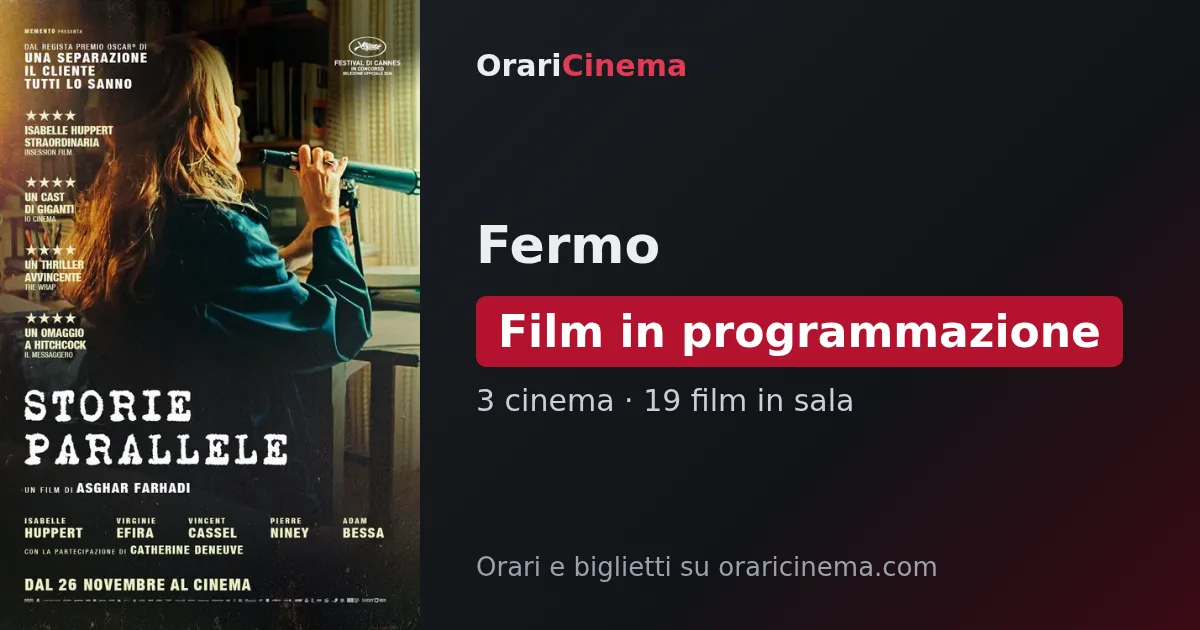 MEMENTO PRESENTA
DAL REGISTA PREMIO OSCAR® DI
UNA SEPARAZIONE
IL CLIENTE
TUTTI LO SANNO
FESTIVAL DI CANNES
IN CONCORSO
★★★★
ISABELLE HUPPERT
STRAORDINARIA
INSESSION FILM
★★★★
UN CAST
DI GIGANTI
IO CINEMA
★★★★
UN THRILLER
AVVINCENTE
THE WRAP
★★★★
UN OMAGGIO
A HITCHCOCK
IL MESSAGGERO
STORIE
PARALLELE
UN FILM DI ASGHAR FARHADI
ISABELLE HUPPERT
VIRGINIE EFIRA
VINCENT CASSEL
PIERRE NINEY
ADAM BESSA
CON LA PARTECIPAZIONE DI CATHERINE DENEUVE
DAL 26 NOVEMBRE AL CINEMA
OrariCinema
Fermo
Film in programmazione
3 cinema · 19 film in sala
Orari e biglietti su oraricinema.com